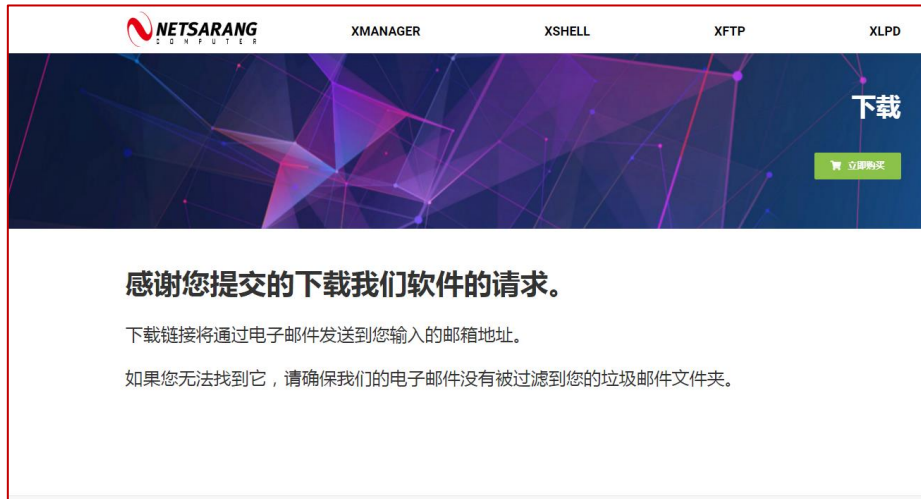 NETSARANG
COMPUTER
XMANAGER
XSHELL
XFTP
XLPD
下载
立即购买
感谢您提交的下载我们软件的请求。
下载链接将通过电子邮件发送到您输入的邮箱地址。
如果您无法找到它，请确保我们的电子邮件没有被过滤到您的垃圾邮件文件夹。